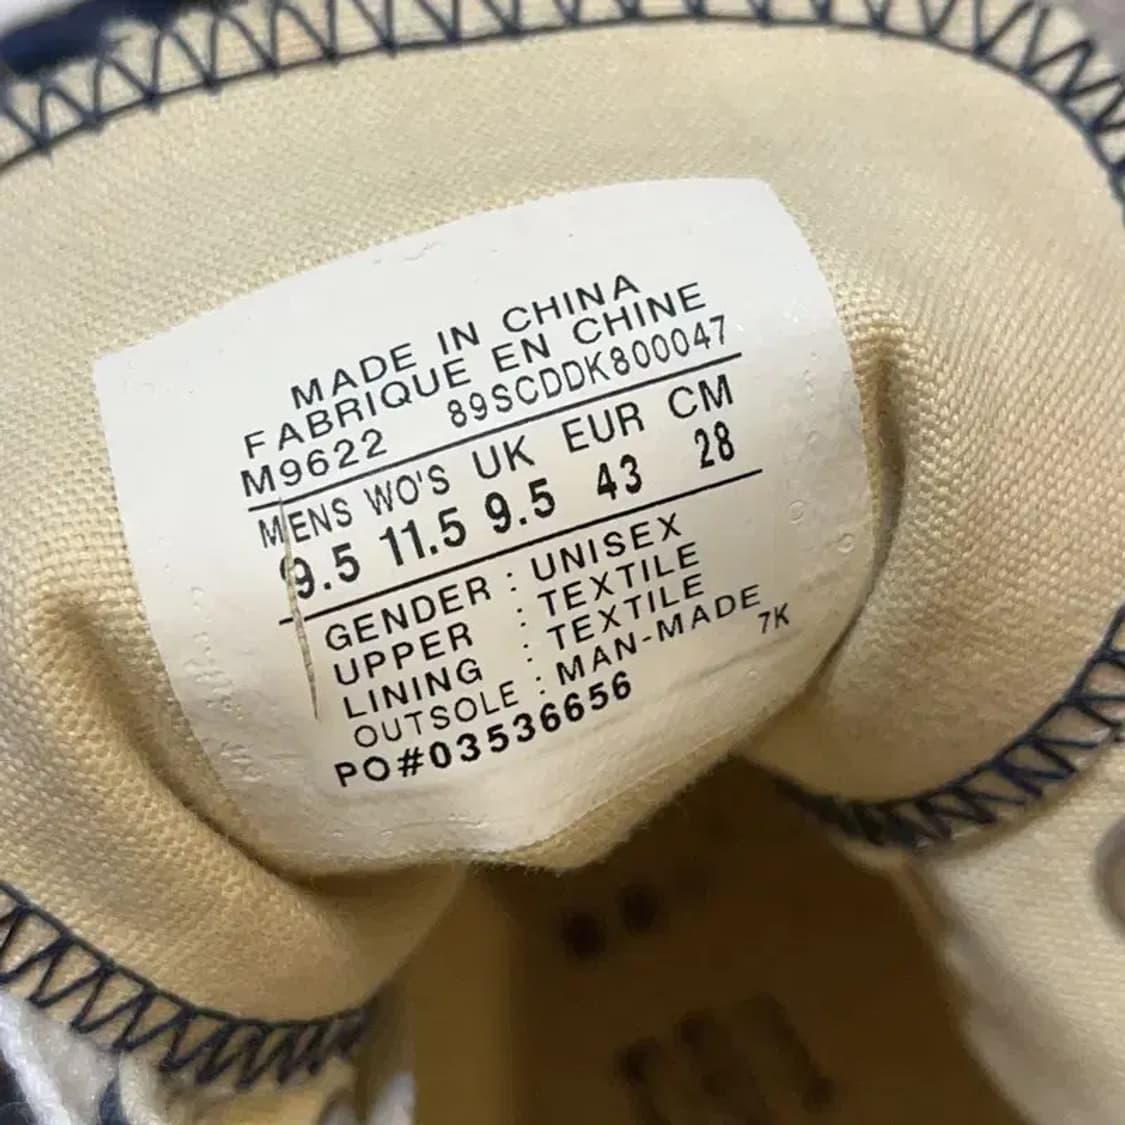 MADE IN CHINA
FABRIQUE EN CHINE
M9622 89SCDDK800047
MENS WO'S UK EUR CM
9.5 11.5 9.5 43 28
GENDER : UNISEX
UPPER : TEXTILE
LINING : TEXTILE
OUTSOLE : MAN-MADE
7K
PO#03536656